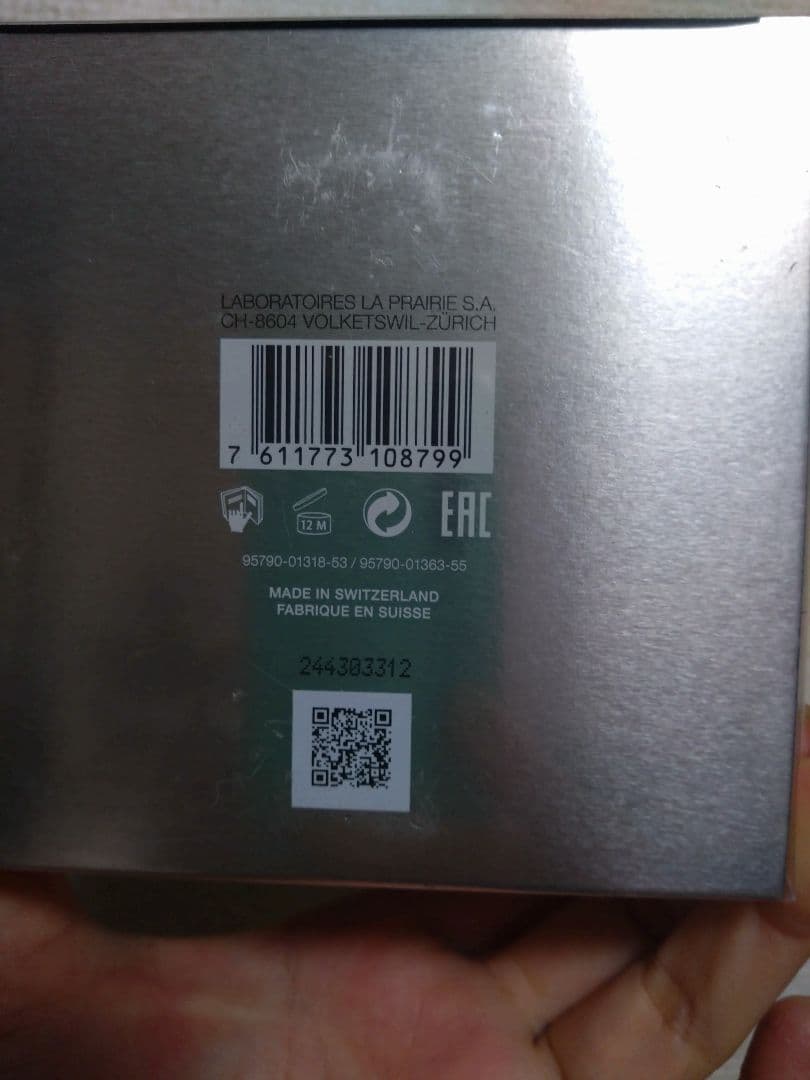 LABORATOIRES LA PRAIRIE S.A.
CH-8604 VOLKETSWIL-ZÜRICH
7 611773 108799
12 M
EAC
95790-01318-53 / 95790-01363-55
MADE IN SWITZERLAND
FABRIQUE EN SUISSE
244303312